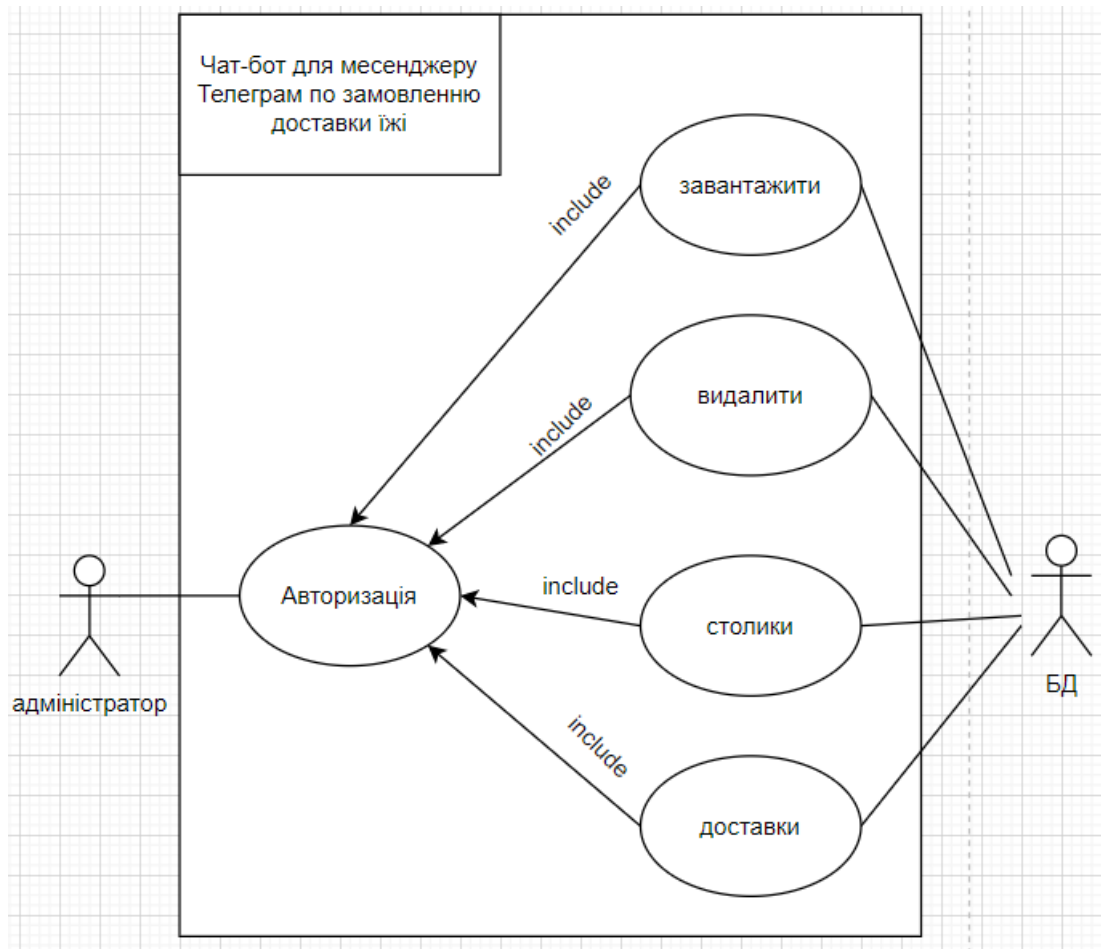 Чат-бот для месенджеру
Телеграм по замовленню
доставки їжі
завантажити
include
видалити
include
Авторизація
include
столики
адміністратор
БД
include
доставки